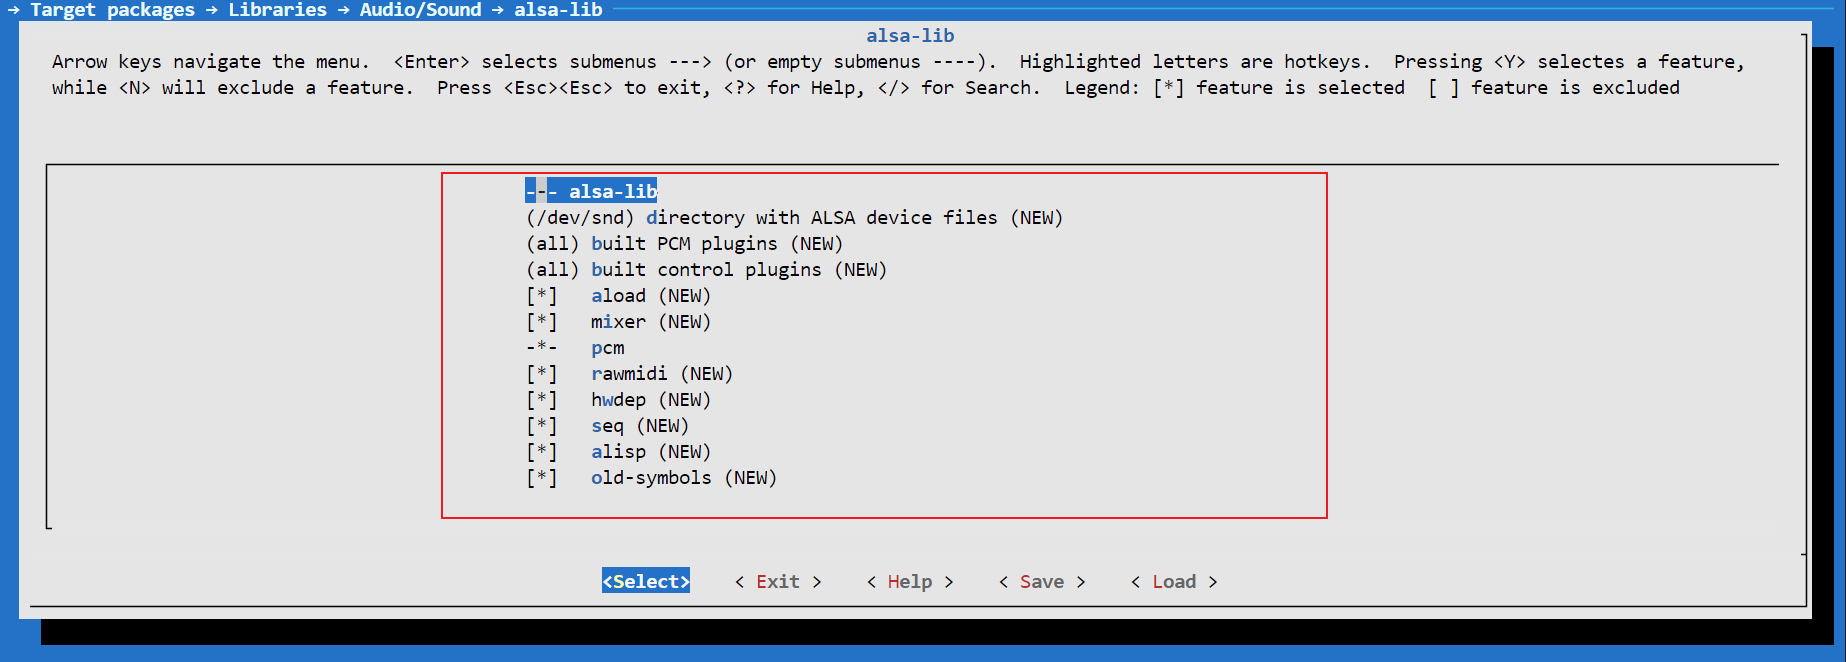 → Target packages → Libraries → Audio/Sound → alsa-lib
alsa-lib
Arrow keys navigate the menu.  <Enter> selects submenus ---> (or empty submenus ----).  Highlighted letters are hotkeys.  Pressing <Y> selectes a feature,
while <N> will exclude a feature.  Press <Esc><Esc> to exit, <?> for Help, </> for Search.  Legend: [*] feature is selected  [ ] feature is excluded
--- alsa-lib
(/dev/snd) directory with ALSA device files (NEW)
(all) built PCM plugins (NEW)
(all) built control plugins (NEW)
[*]   aload (NEW)
[*]   mixer (NEW)
-*-   pcm
[*]   rawmidi (NEW)
[*]   hwdep (NEW)
[*]   seq (NEW)
[*]   alisp (NEW)
[*]   old-symbols (NEW)
<Select>    < Exit >    < Help >    < Save >    < Load >